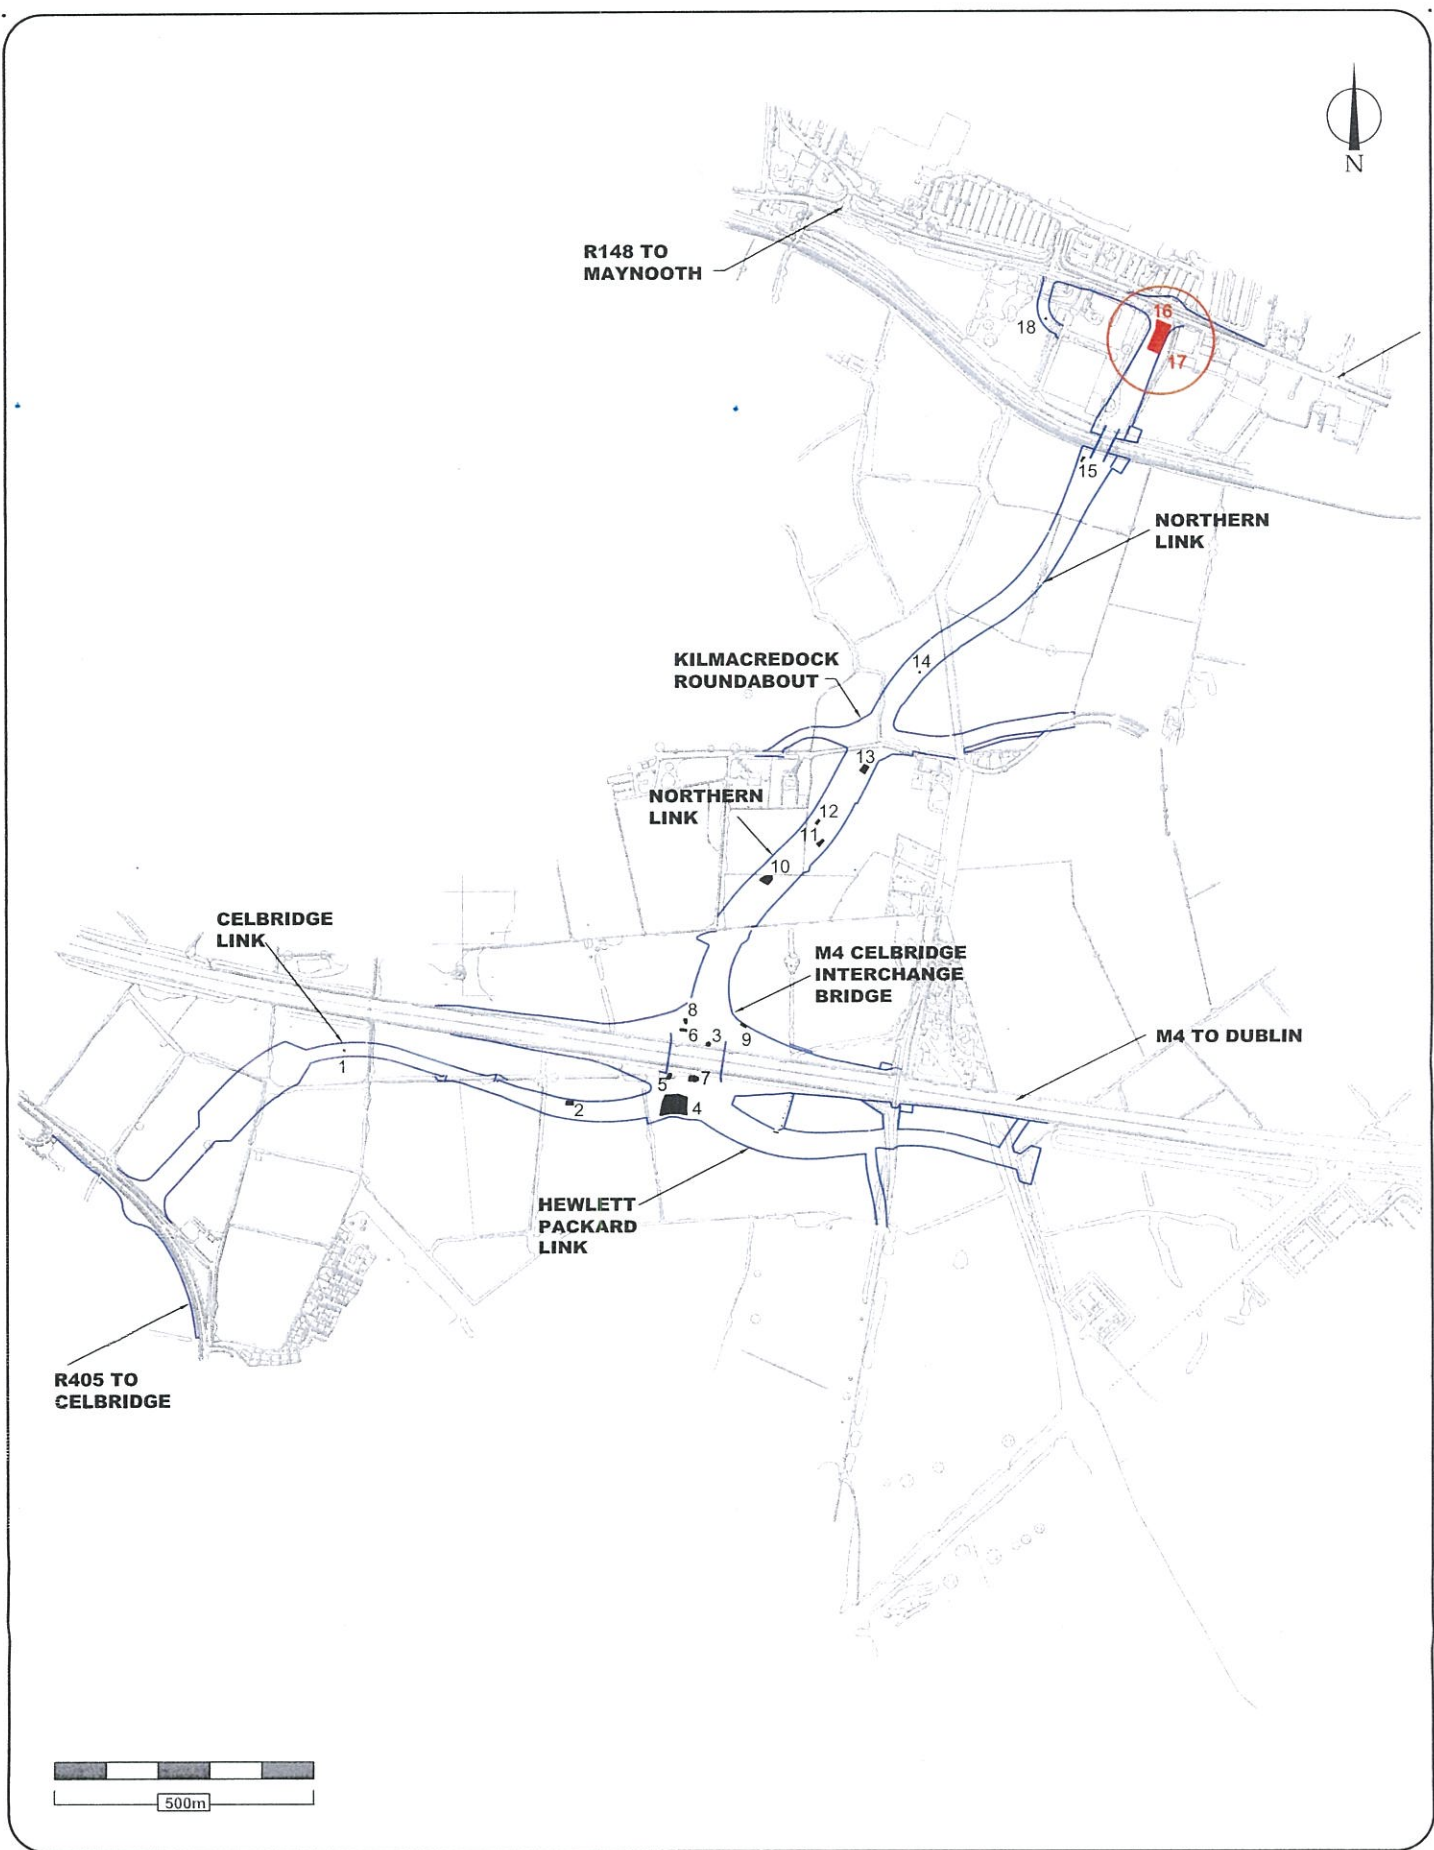 N
R148 TO
MAYNOOTH
16
18
17
15
NORTHERN
LINK
KILMACREDOCK
ROUNDABOUT
14
13
NORTHERN
LINK
12
11
10
CELBRIDGE
LINK
M4 CELBRIDGE
INTERCHANGE
BRIDGE
8
6
3
9
M4 TO DUBLIN
1
5
7
2
4
HEWLETT
PACKARD
LINK
R405 TO
CELBRIDGE
500m